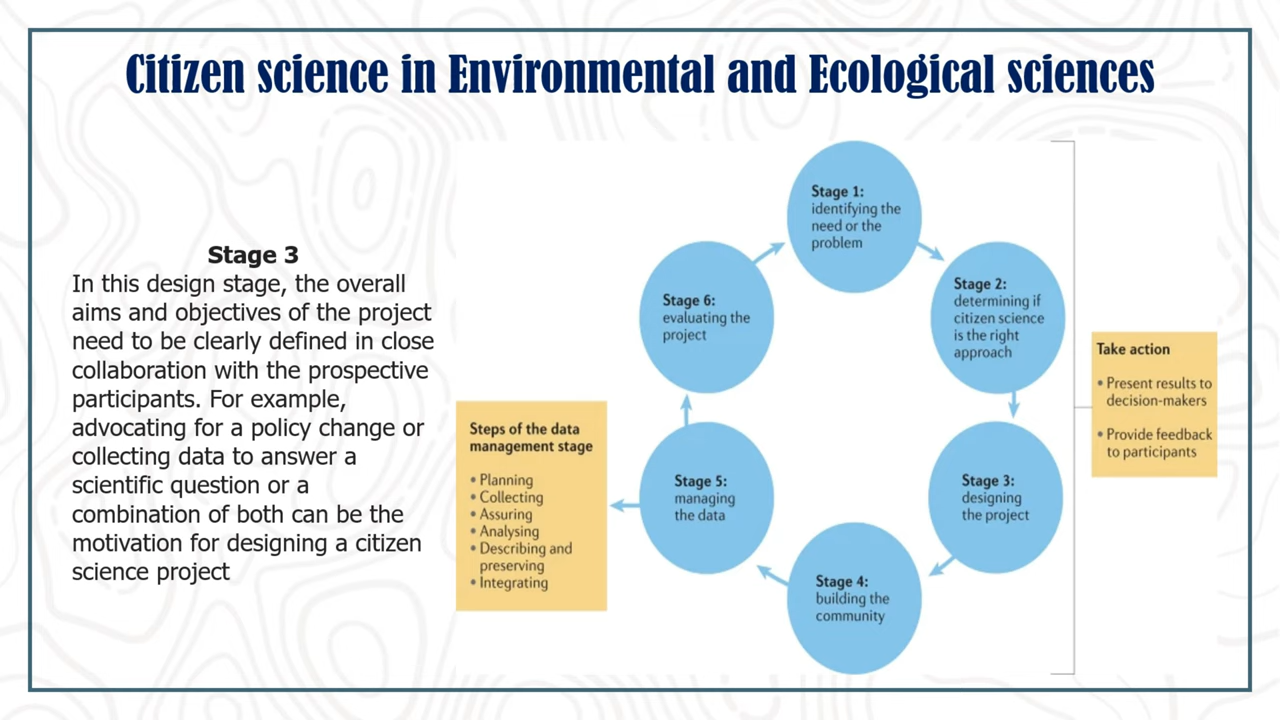 Citizen science in Environmental and Ecological sciences
Stage 3
In this design stage, the overall
aims and objectives of the project
need to be clearly defined in close
collaboration with the prospective
participants. For example,
advocating for a policy change or
collecting data to answer a
scientific question or a
combination of both can be the
motivation for designing a citizen
science project
Stage 1:
identifying the
need or the
problem
Stage 2:
determining if
citizen science
is the right
approach
Stage 3:
designing
the project
Stage 4:
building the
community
Stage 5:
managing
the data
Stage 6:
evaluating the
project
Steps of the data
management stage
• Planning
• Collecting
• Assuring
• Analysing
• Describing and
preserving
• Integrating
Take action
• Present results to
decision-makers
• Provide feedback
to participants